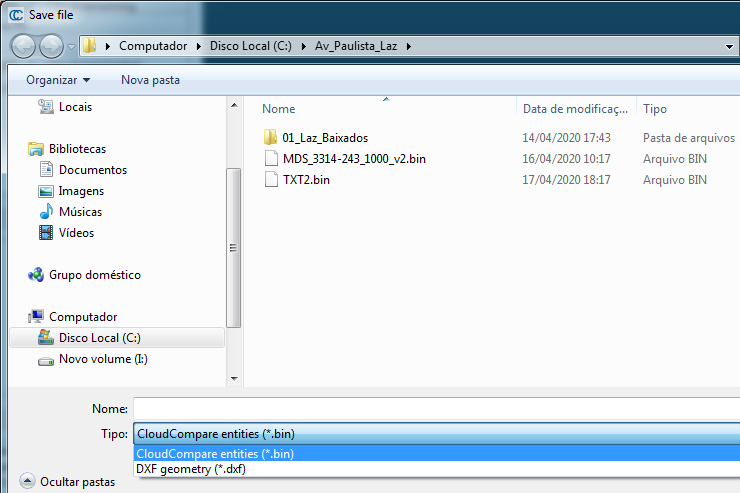 Save file
Computador Disco Local (C:) Av_Paulista_Laz
Organizar Nova pasta
Locais
Bibliotecas
Documentos
Imagens
Músicas
Vídeos
Grupo doméstico
Computador
Disco Local (C:)
Novo volume (I:)
Nome Data de modificaç... Tipo
01_Laz_Baixados 14/04/2020 17:43 Pasta de arquivos
MDS_3314-243_1000_v2.bin 16/04/2020 10:17 Arquivo BIN
TXT2.bin 17/04/2020 18:17 Arquivo BIN
Nome:
Tipo: CloudCompare entities (*.bin)
CloudCompare entities (*.bin)
DXF geometry (*.dxf)
Ocultar pastas